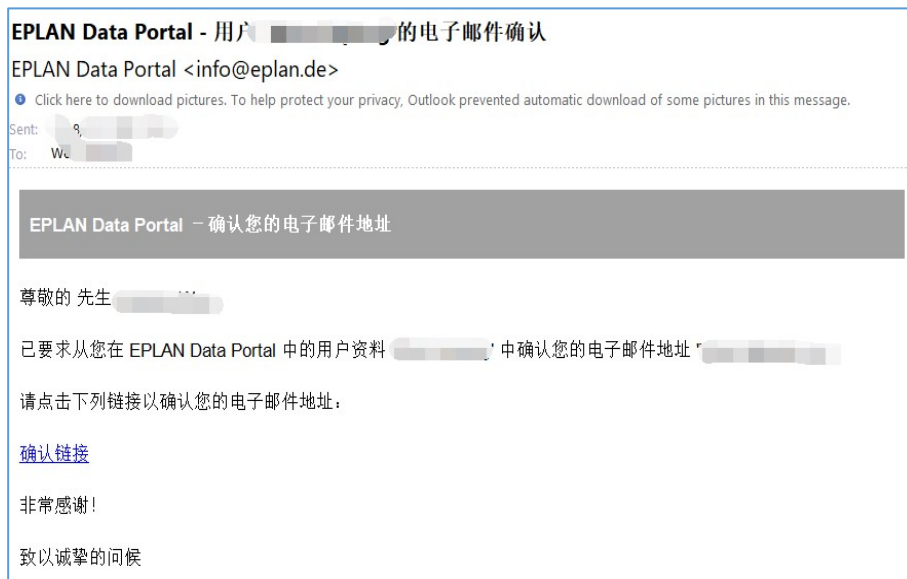 EPLAN Data Portal - 用户 的电子邮件确认
EPLAN Data Portal <info@eplan.de>
Click here to download pictures. To help protect your privacy, Outlook prevented automatic download of some pictures in this message.
Sent: 8,
To:
EPLAN Data Portal －确认您的电子邮件地址
尊敬的 先生
已要求从您在 EPLAN Data Portal 中的用户资料 ' 中确认您的电子邮件地址 "
请点击下列链接以确认您的电子邮件地址：
确认链接
非常感谢！
致以诚挚的问候